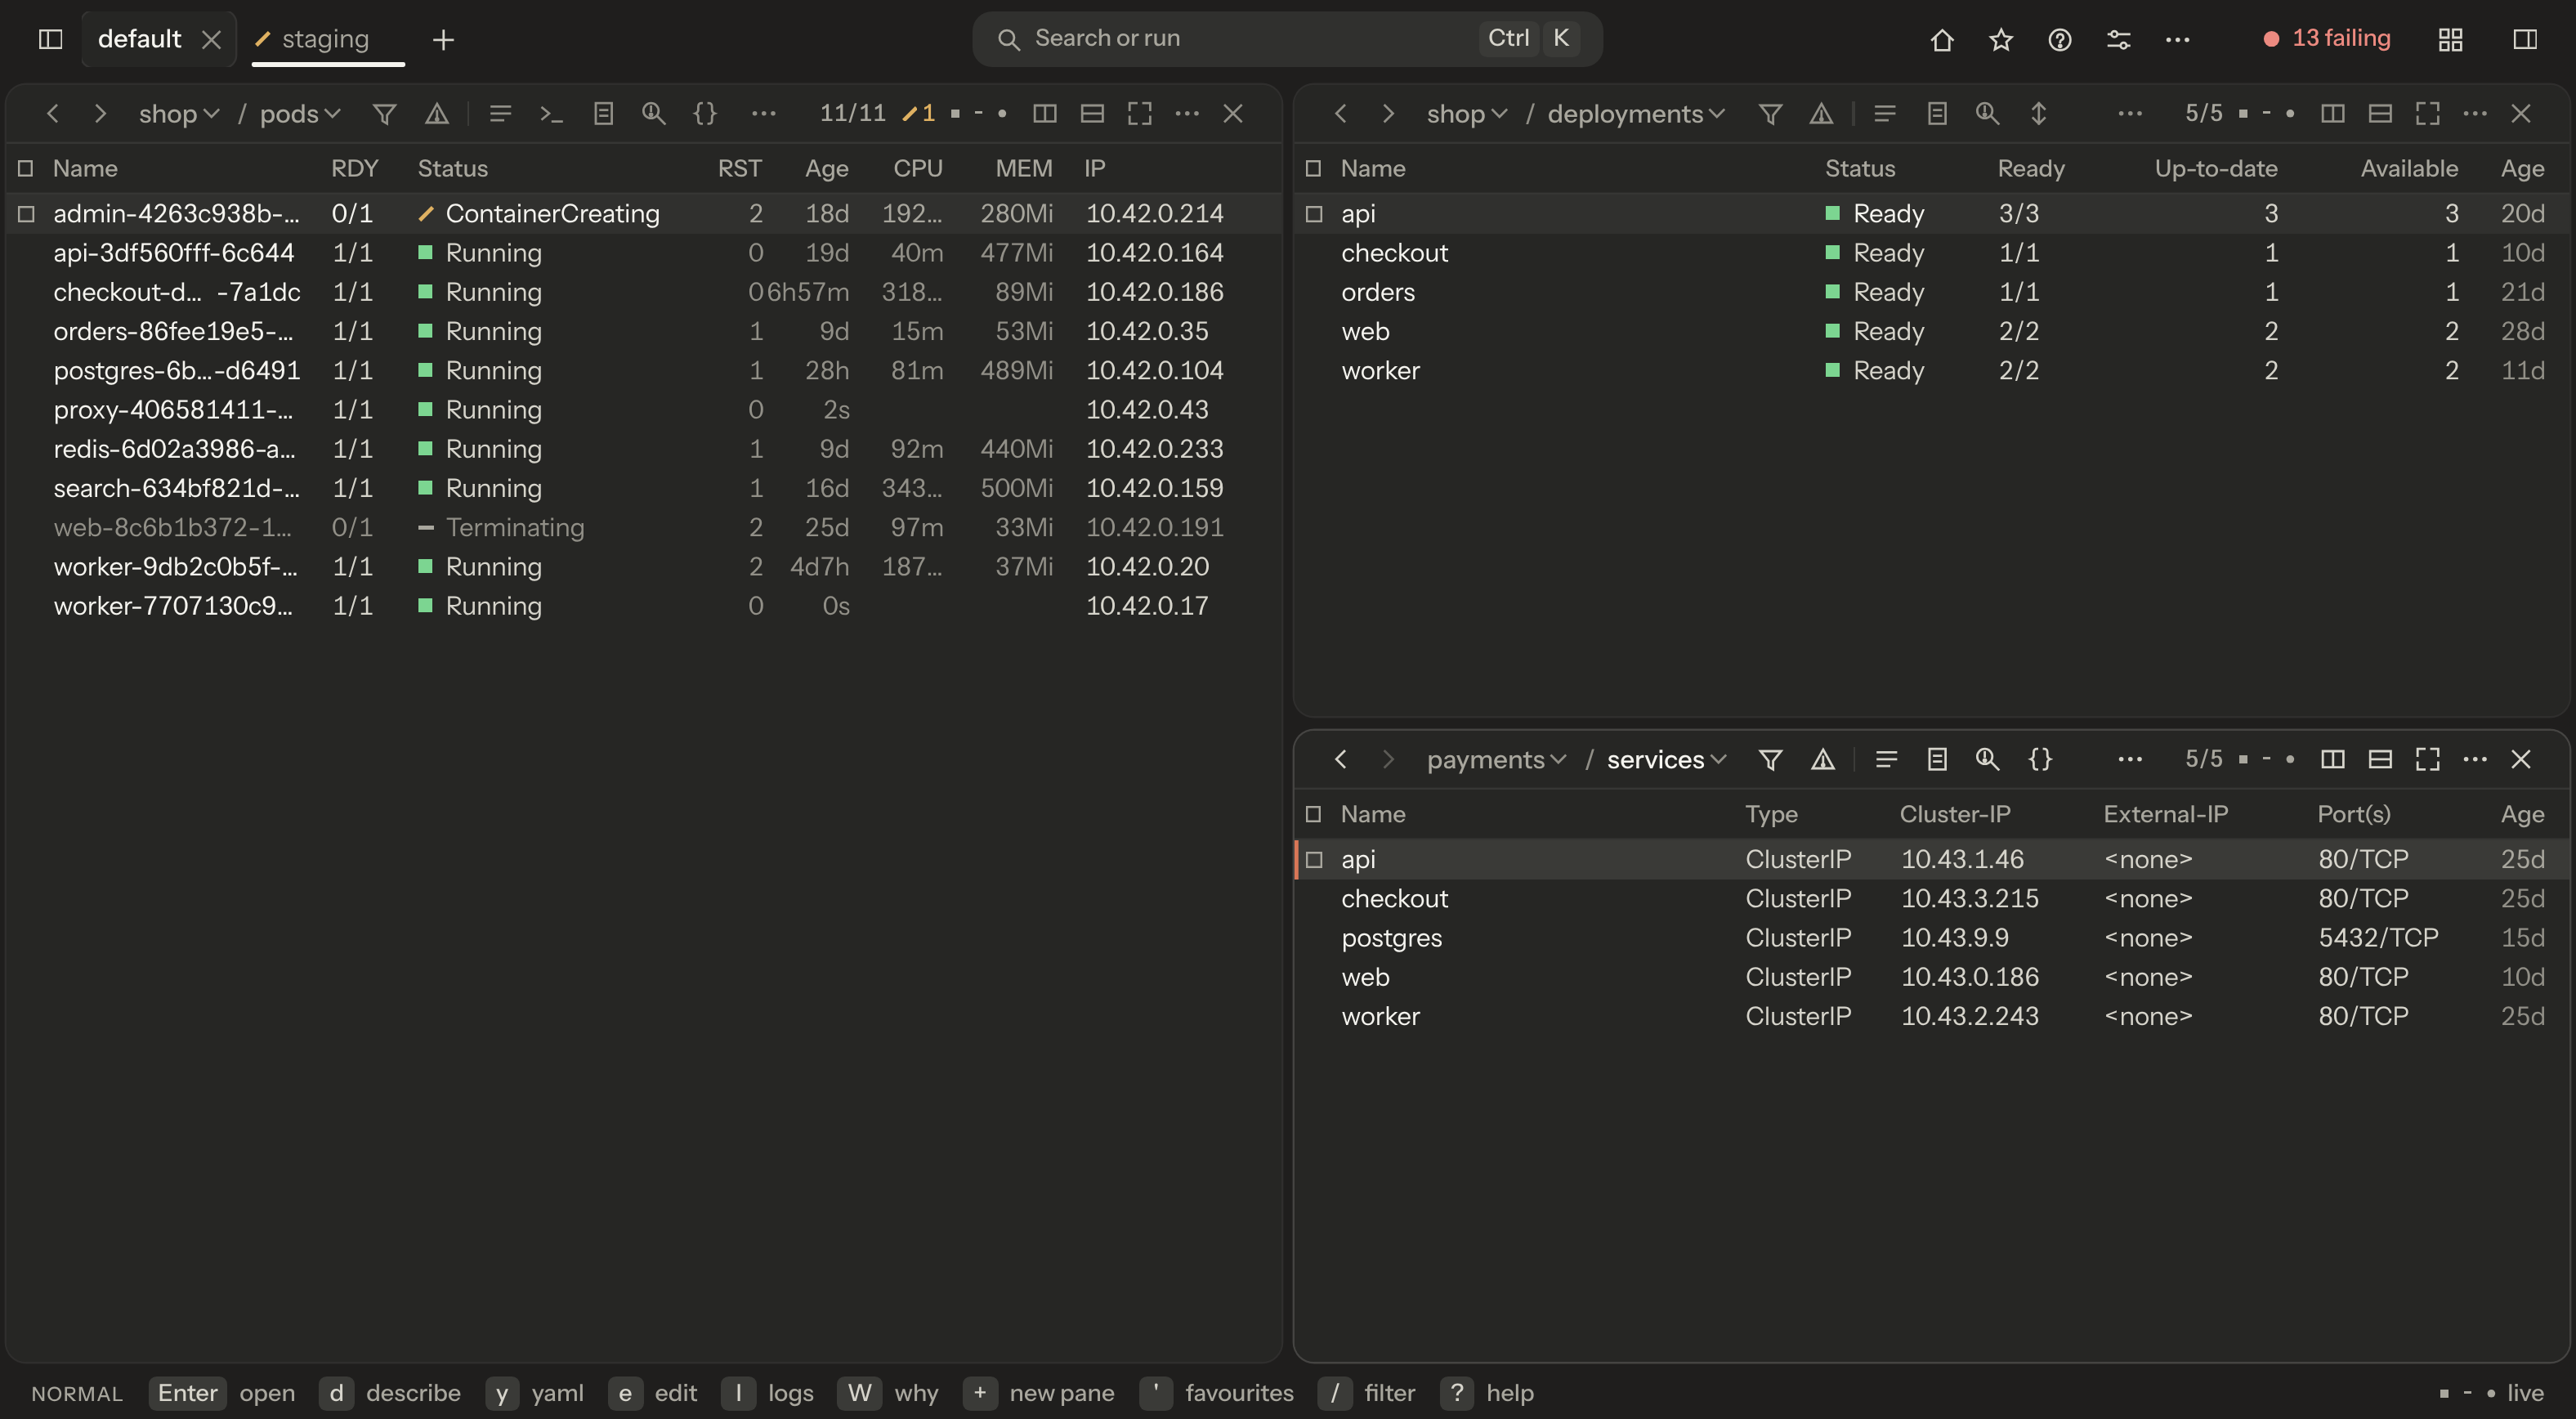 default staging Search or run Ctrl K 13 failing
shop / pods 11/11 1
Name RDY Status RST Age CPU MEM IP
admin-4263c938b-... 0/1 ContainerCreating 2 18d 192... 280Mi 10.42.0.214
api-3df560fff-6c644 1/1 Running 0 19d 40m 477Mi 10.42.0.164
checkout-d... -7a1dc 1/1 Running 0 6h57m 318... 89Mi 10.42.0.186
orders-86fee19e5-... 1/1 Running 1 9d 15m 53Mi 10.42.0.35
postgres-6b...-d6491 1/1 Running 1 28h 81m 489Mi 10.42.0.104
proxy-406581411-... 1/1 Running 0 2s 10.42.0.43
redis-6d02a3986-a... 1/1 Running 1 9d 92m 440Mi 10.42.0.233
search-634bf821d-... 1/1 Running 1 16d 343... 500Mi 10.42.0.159
web-8c6b1b372-1... 0/1 Terminating 2 25d 97m 33Mi 10.42.0.191
worker-9db2c0b5f-... 1/1 Running 2 4d7h 187... 37Mi 10.42.0.20
worker-7707130c9... 1/1 Running 0 0s 10.42.0.17
shop / deployments 5/5
Name Status Ready Up-to-date Available Age
api Ready 3/3 3 3 20d
checkout Ready 1/1 1 1 10d
orders Ready 1/1 1 1 21d
web Ready 2/2 2 2 28d
worker Ready 2/2 2 2 11d
payments / services 5/5
Name Type Cluster-IP External-IP Port(s) Age
api ClusterIP 10.43.1.46 <none> 80/TCP 25d
checkout ClusterIP 10.43.3.215 <none> 80/TCP 25d
postgres ClusterIP 10.43.9.9 <none> 5432/TCP 15d
web ClusterIP 10.43.0.186 <none> 80/TCP 10d
worker ClusterIP 10.43.2.243 <none> 80/TCP 25d
NORMAL Enter open d describe y yaml e edit l logs W why + new pane ' favourites / filter ? help live